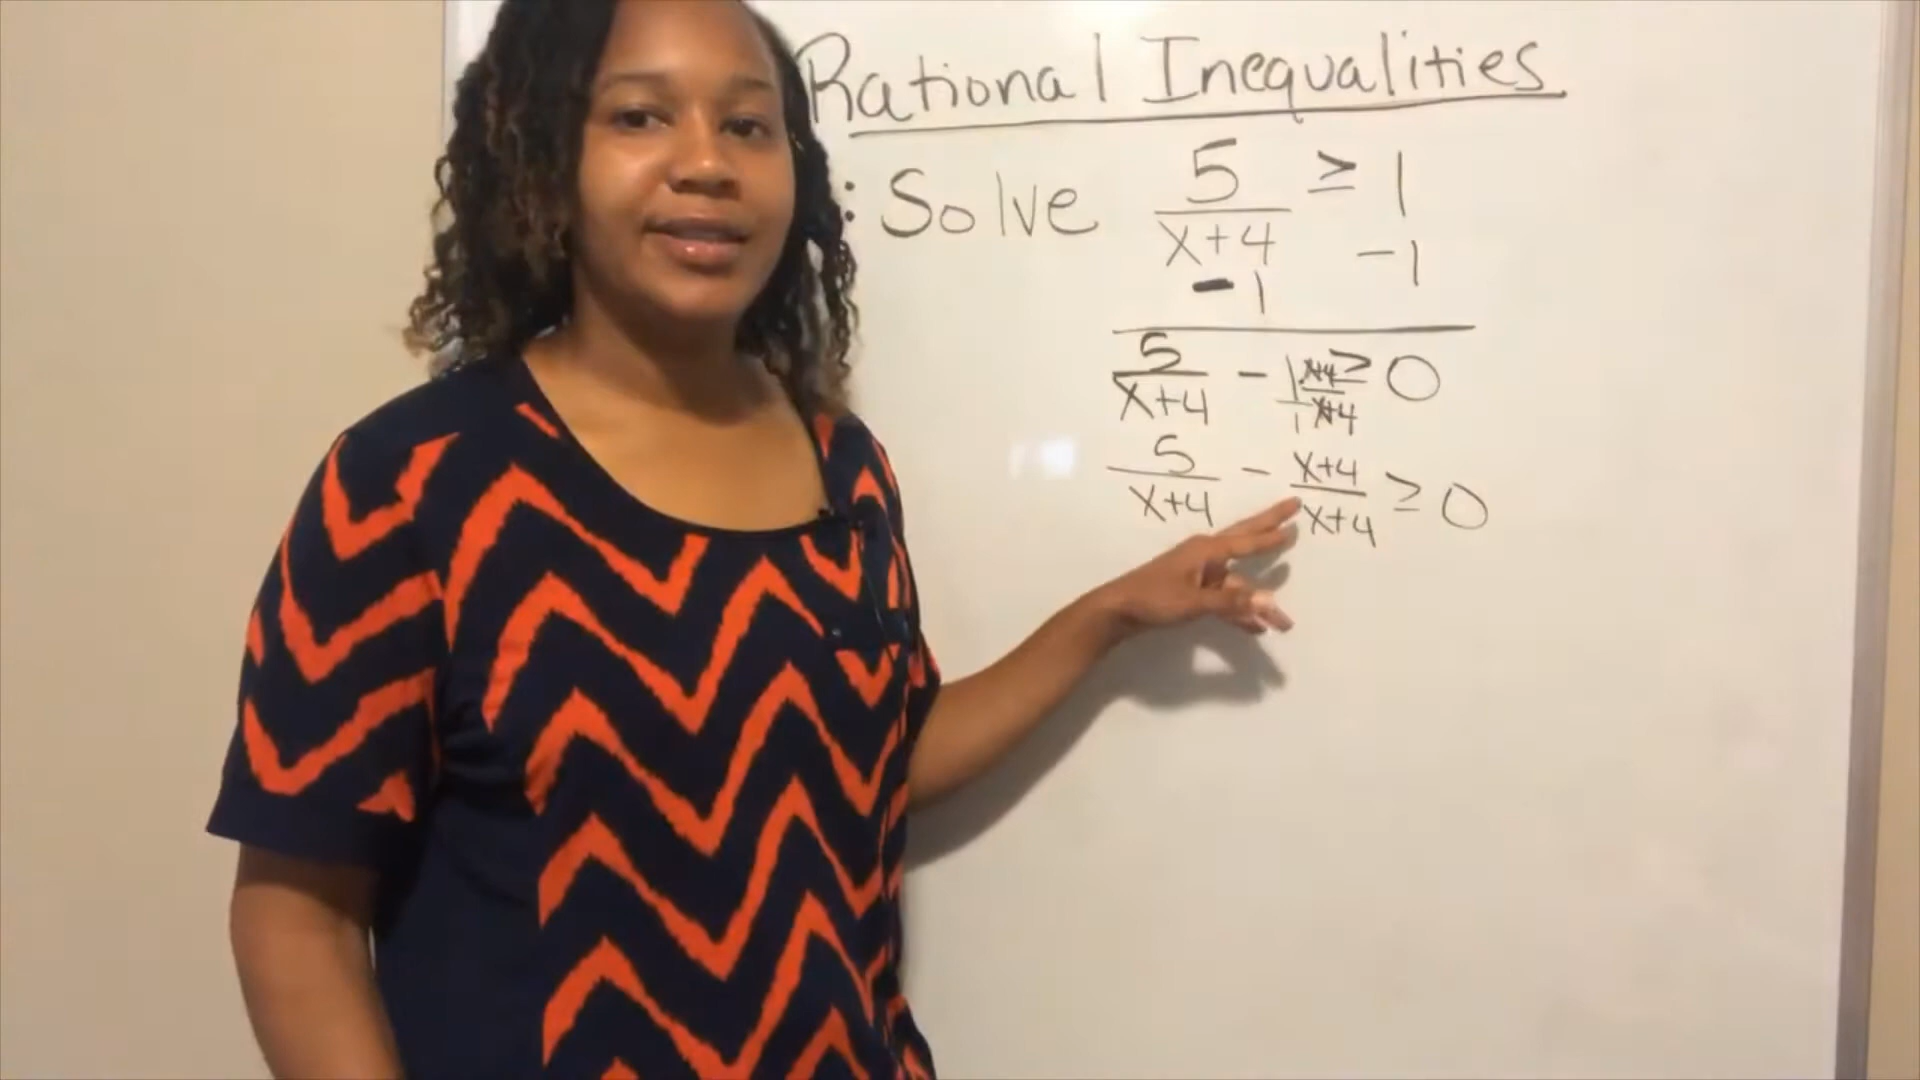 Rational Inequalities
: Solve 5/x+4 ≥ 1
-1 -1
5/x+4 - 1/1 x+4/x+4 ≥ 0
5/x+4 - x+4/x+4 ≥ 0